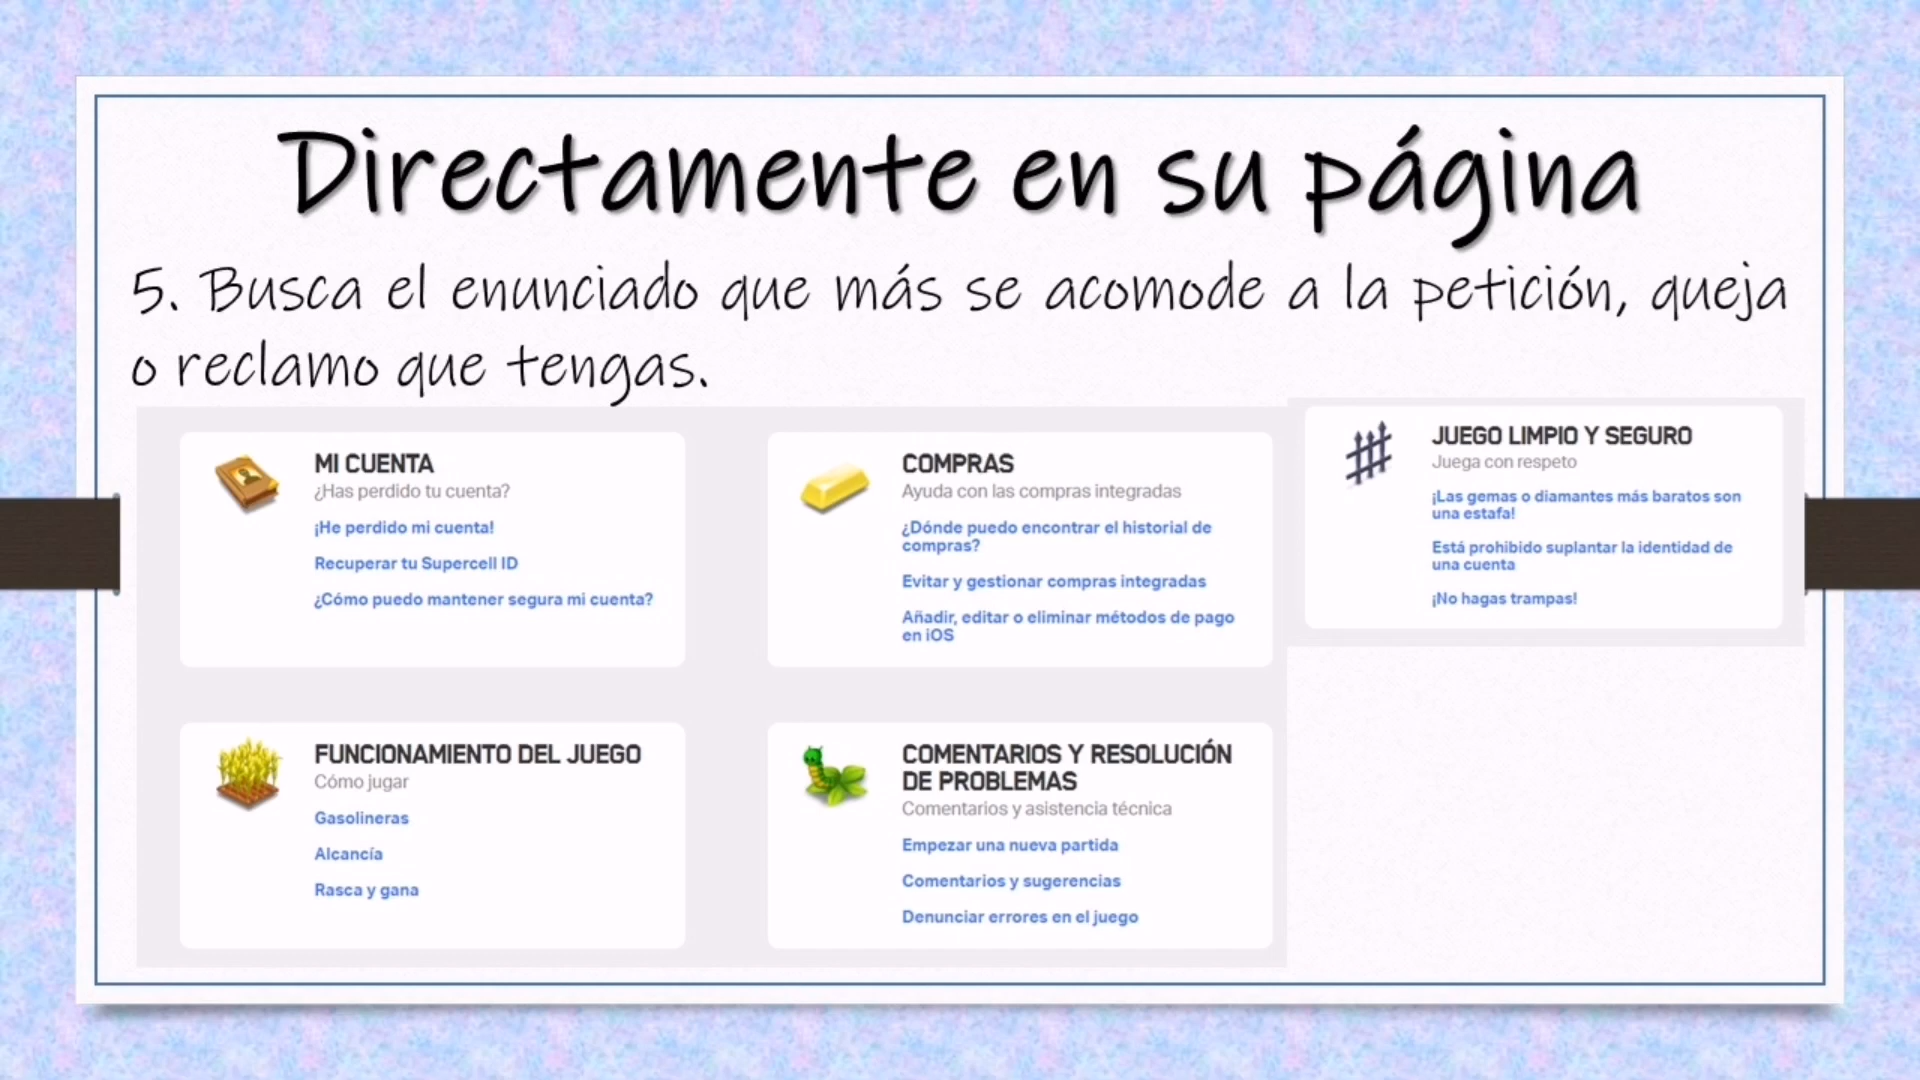 Directamente en su página
5. Busca el enunciado que más se acomode a la petición, queja
o reclamo que tengas.
MI CUENTA
¿Has perdido tu cuenta?
¡He perdido mi cuenta!
Recuperar tu Supercell ID
¿Cómo puedo mantener segura mi cuenta?
COMPRAS
Ayuda con las compras integradas
¿Dónde puedo encontrar el historial de
compras?
Evitar y gestionar compras integradas
Añadir, editar o eliminar métodos de pago
en iOS
JUEGO LIMPIO Y SEGURO
Juega con respeto
¡Las gemas o diamantes más baratos son
una estafa!
Está prohibido suplantar la identidad de
una cuenta
¡No hagas trampas!
FUNCIONAMIENTO DEL JUEGO
Cómo jugar
Gasolineras
Alcancía
Rasca y gana
COMENTARIOS Y RESOLUCIÓN
DE PROBLEMAS
Comentarios y asistencia técnica
Empezar una nueva partida
Comentarios y sugerencias
Denunciar errores en el juego